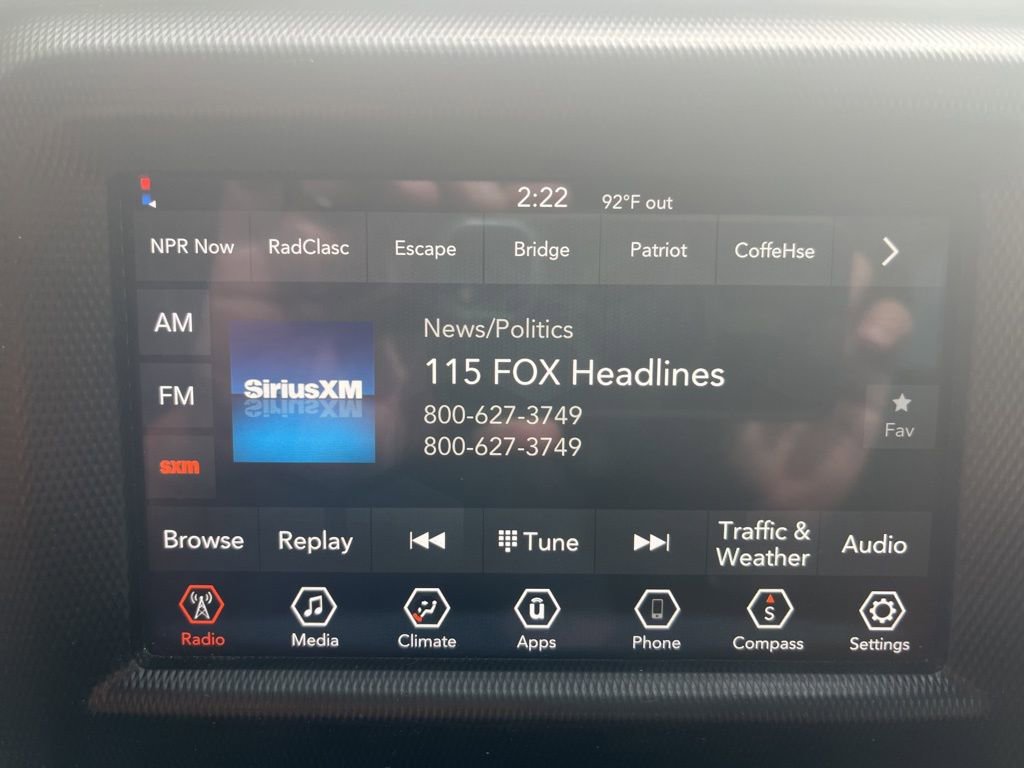 2:22 92°F out
NPR Now RadClasc Escape Bridge Patriot CoffeHse
AM
FM
sxm
SiriusXM
News/Politics
115 FOX Headlines
800-627-3749
800-627-3749
Fav
Browse Replay Tune Traffic & Weather Audio
Radio Media Climate Apps Phone Compass Settings
ū
S